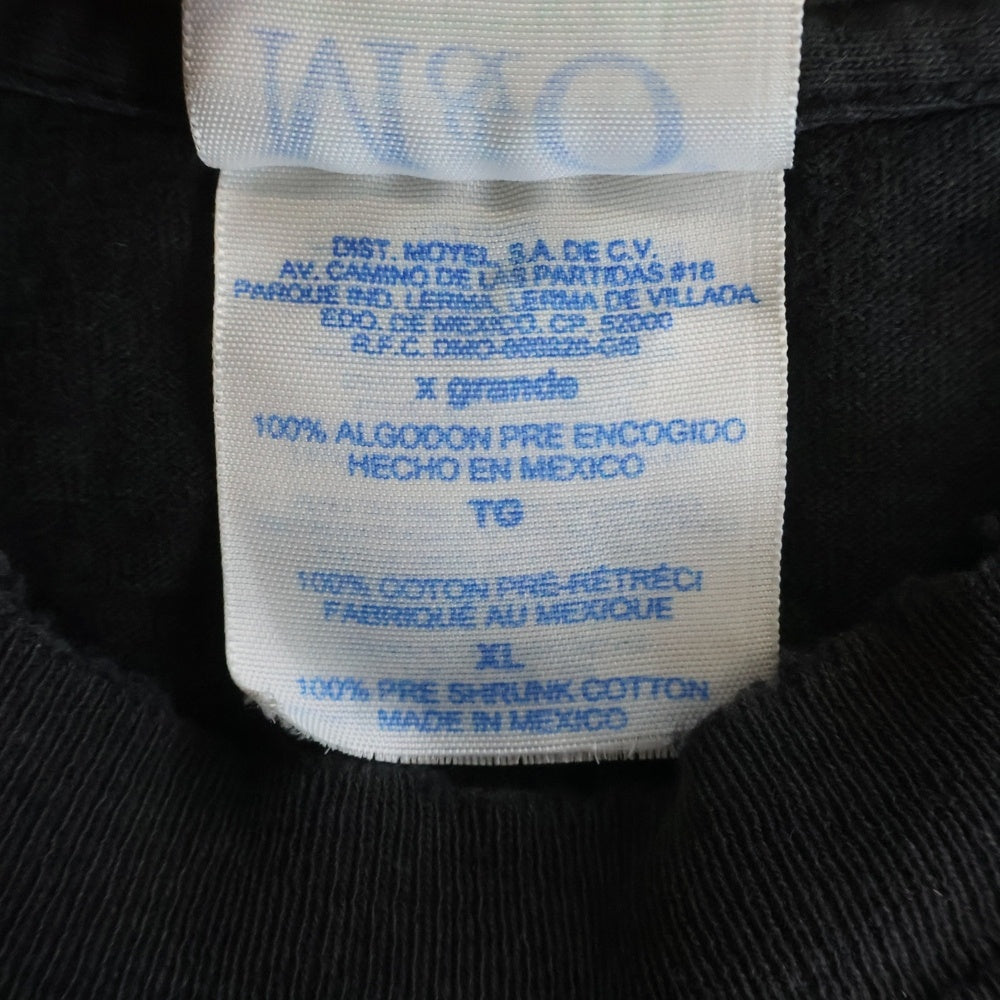 DIST. MOYEL, S.A. DE C.V.
AV. CAMINO DE LAS PARTIDAS #18
PARQUE IND. LERMA, LERMA DE VILLADA
EDO. DE MEXICO. CP. 52000
R.F.C.
x grande
100% ALGODON PRE ENCOGIDO
HECHO EN MEXICO
TG
100% COTON PRÉ-RÉTRÉCI
FABRIQUÉ AU MEXIQUE
XL
100% PRE SHRUNK COTTON
MADE IN MEXICO